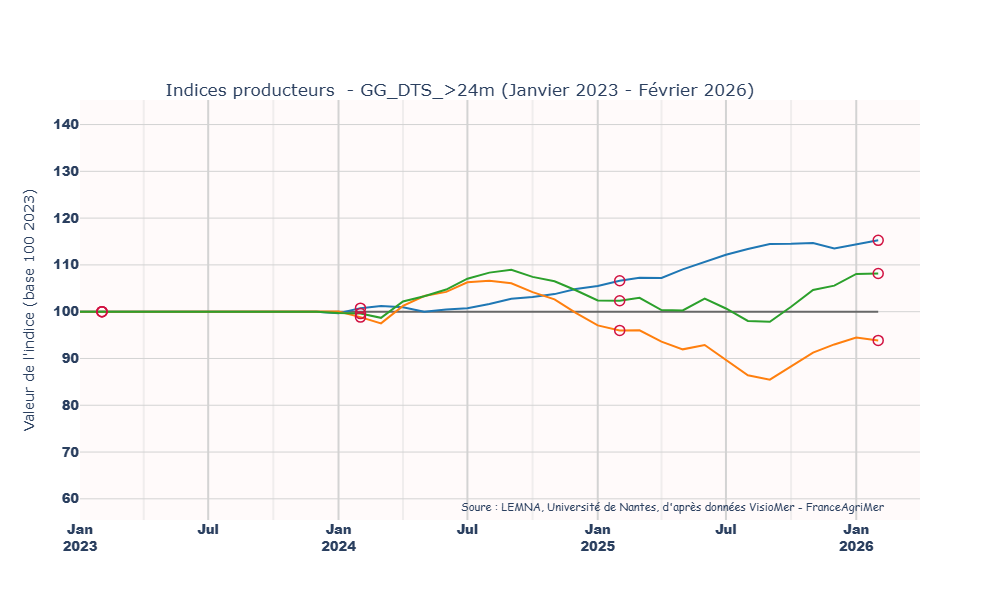 Indices producteurs  - GG_DTS_>24m (Janvier 2023 - Février 2026)
Valeur de l'indice (base 100 2023)
140
130
120
110
100
90
80
70
60
Soure : LEMNA, Université de Nantes, d'après données VisioMer - FranceAgriMer
Jan Jul Jan Jul Jan Jul Jan
2023 2024 2025 2026